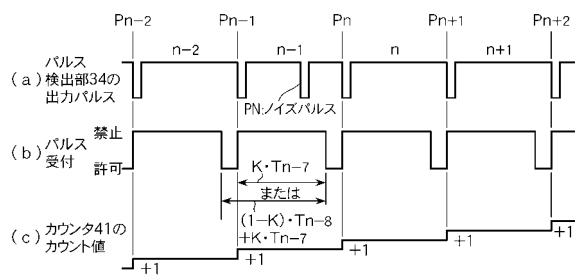 Pn-2 Pn-1 Pn Pn+1 Pn+2
n-2 n-1 n n+1
(a) パルス
検出部34の
出力パルス
PN:ノイズパルス
禁止
(b) パルス
受付
許可
K・Tn-7
または
(1-K)・Tn-8
+K・Tn-7
(c) カウンタ41の
カウント値
+1 +1 +1 +1 +1